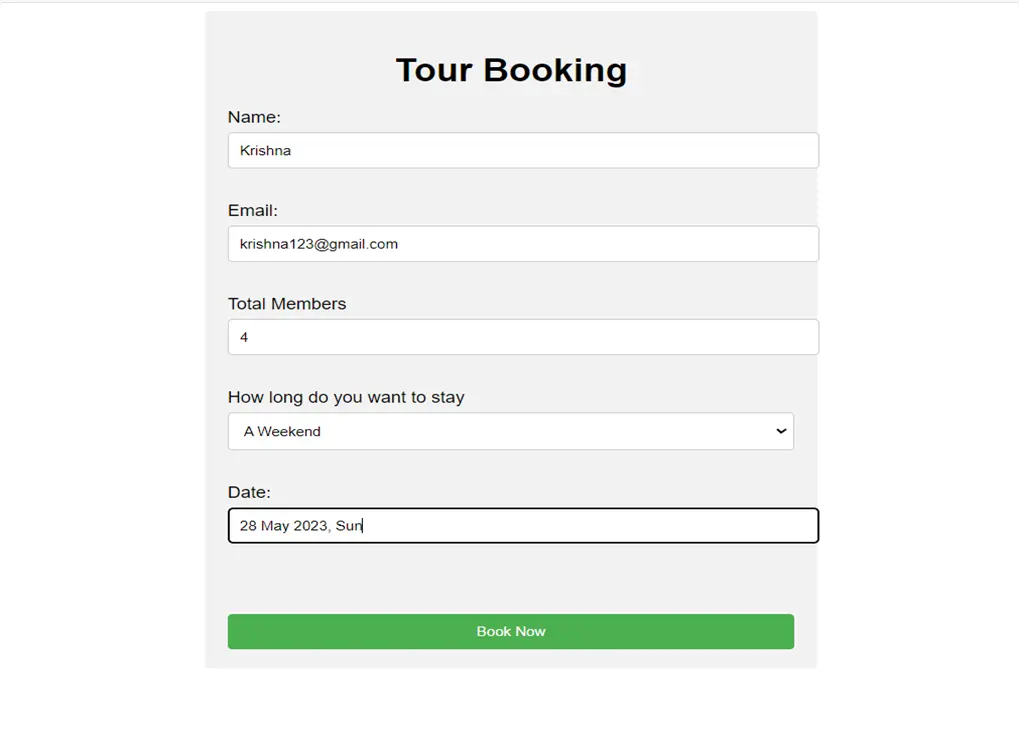 Tour Booking
Name:
Krishna
Email:
krishna123@gmail.com
Total Members
4
How long do you want to stay
A Weekend
Date:
28 May 2023, Sun
Book Now